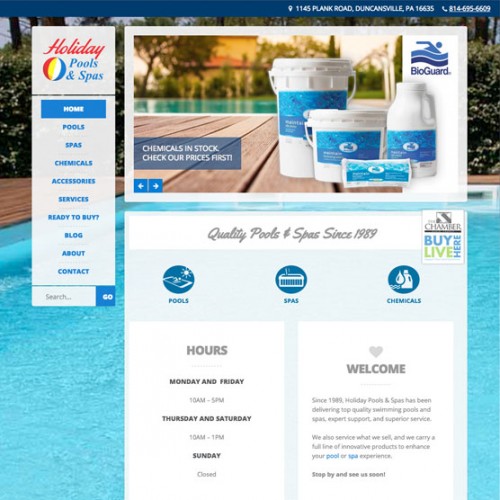 1145 PLANK ROAD, DUNCANSVILLE, PA 16635 814-695-6609
Holiday
Pools
& Spas
HOME
POOLS
SPAS
CHEMICALS
ACCESSORIES
SERVICES
READY TO BUY?
BLOG
ABOUT
CONTACT
Search... GO
BioGuard
CHEMICALS IN STOCK.
CHECK OUR PRICES FIRST!
Quality Pools & Spas Since 1989
CHAMBER
BUY
LIVE
HERE
POOLS SPAS CHEMICALS
HOURS
MONDAY AND FRIDAY
10AM – 5PM
THURSDAY AND SATURDAY
10AM – 1PM
SUNDAY
Closed
WELCOME
Since 1989, Holiday Pools & Spas has been
delivering top quality swimming pools and
spas, expert support, and superior service.
We also service what we sell, and we carry a
full line of innovative products to enhance
your pool or spa experience.
Stop by and see us soon!